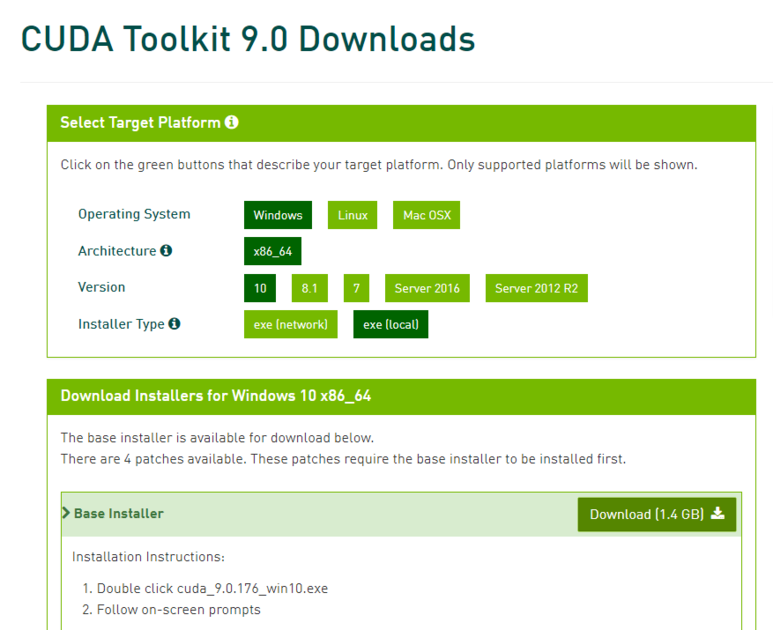 CUDA Toolkit 9.0 Downloads
Select Target Platform
Click on the green buttons that describe your target platform. Only supported platforms will be shown.
Operating System Windows Linux Mac OSX
Architecture x86_64
Version 10 8.1 7 Server 2016 Server 2012 R2
Installer Type exe (network) exe (local)
Download Installers for Windows 10 x86_64
The base installer is available for download below.
There are 4 patches available. These patches require the base installer to be installed first.
Base Installer Download (1.4 GB)
Installation Instructions:
1. Double click cuda_9.0.176_win10.exe
2. Follow on-screen prompts